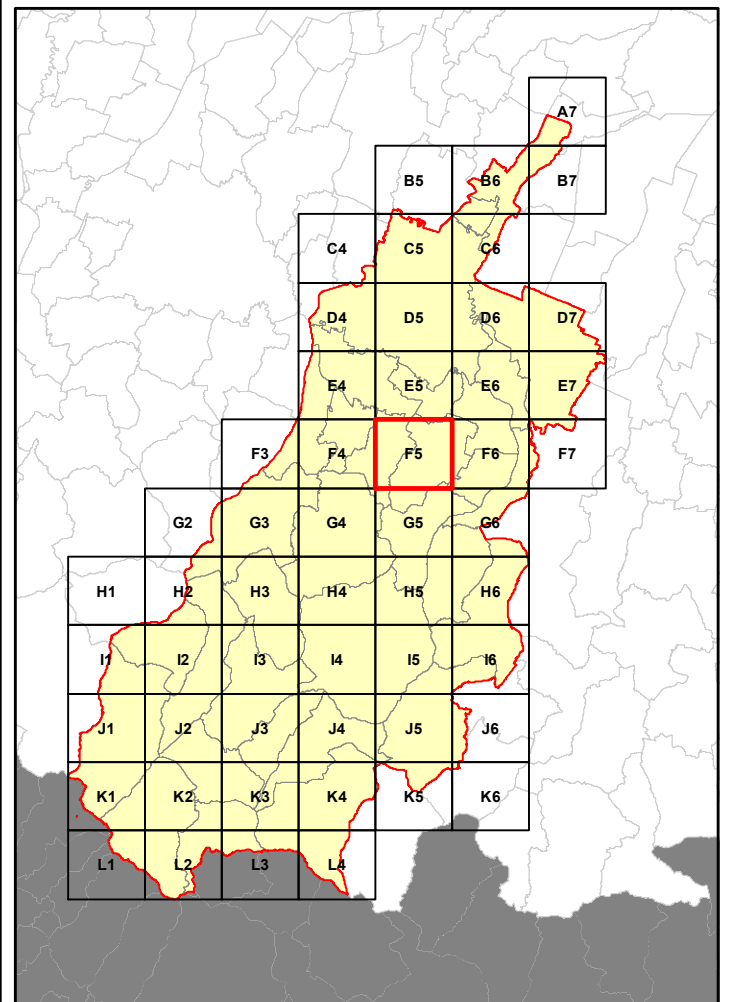 A7
B5 B6 B7
C4 C5 C6
D4 D5 D6 D7
E4 E5 E6 E7
F3 F4 F5 F6 F7
G2 G3 G4 G5 G6
H1 H2 H3 H4 H5 H6
I1 I2 I3 I4 I5 I6
J1 J2 J3 J4 J5 J6
K1 K2 K3 K4 K5 K6
L1 L2 L3 L4